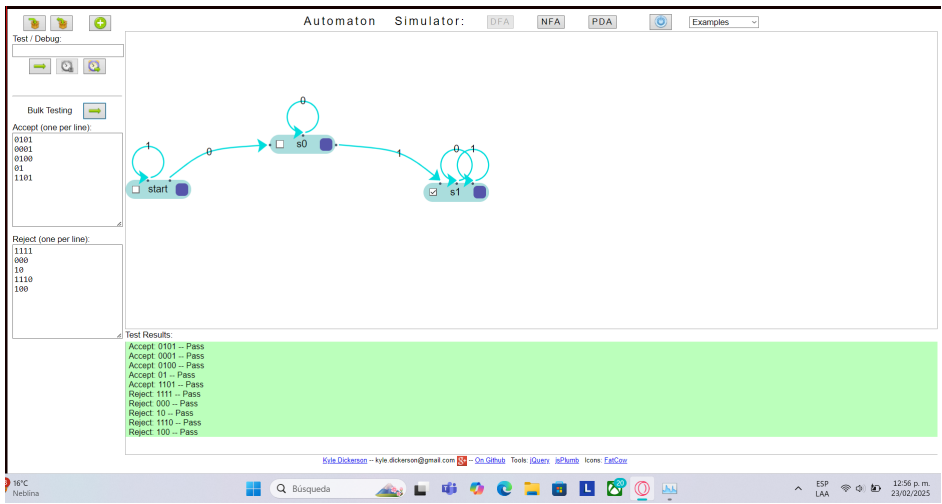 Automaton Simulator: DFA NFA PDA Examples
Test / Debug:
Bulk Testing
Accept (one per line):
0101
0001
0100
01
1101
Reject (one per line):
1111
000
10
1110
100
1
0
0
1
0 1
start
s0
s1
Test Results:
Accept: 0101 -- Pass
Accept: 0001 -- Pass
Accept: 0100 -- Pass
Accept: 01 -- Pass
Accept: 1101 -- Pass
Reject: 1111 -- Pass
Reject: 000 -- Pass
Reject: 10 -- Pass
Reject: 1110 -- Pass
Reject: 100 -- Pass
Kyle Dickerson -- kyle.dickerson@gmail.com g+ -- On Github Tools: jQuery jsPlumb Icons: FatCow
16°C
Neblina
Búsqueda
L
20
ESP
LAA
12:56 p. m.
23/02/2025